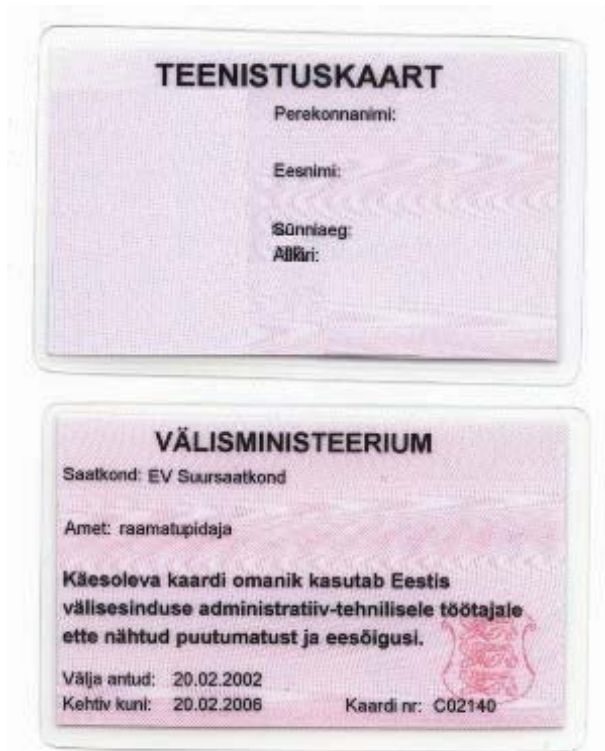 TEENISTUSKAART
Perekonnanimi:
Eesnimi:
Sünniaeg:
VÄLISMINISTEERIUM
Saatkond: EV Suursaatkond
Amet: raamatupidaja
Käesoleva kaardi omanik kasutab Eestis
välisesinduse administratiiv-tehnilisele töötajale
ette nähtud puutumatust ja eesõigusi.
Välja antud: 20.02.2002
Kehtiv kuni: 20.02.2006 Kaardi nr: C02140